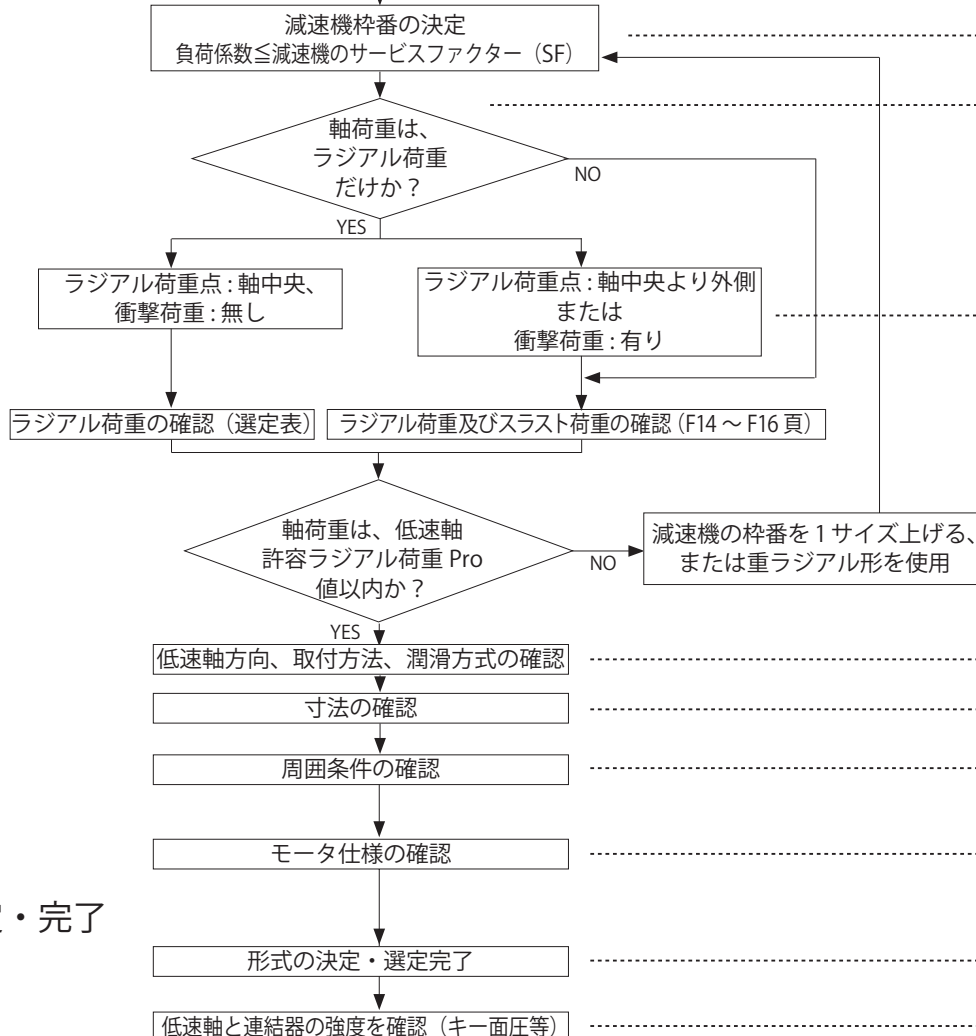 減速機枠番の決定
負荷係数≦減速機のサービスファクター（SF）
軸荷重は、
ラジアル荷重
だけか？
NO
YES
ラジアル荷重点 : 軸中央、
衝撃荷重 : 無し
ラジアル荷重点 : 軸中央より外側
または
衝撃荷重 : 有り
ラジアル荷重の確認（選定表）
ラジアル荷重及びスラスト荷重の確認（F14 ～ F16 頁）
軸荷重は、低速軸
許容ラジアル荷重 Pro
値以内か？
NO
減速機の枠番を 1 サイズ上げる、
または重ラジアル形を使用
YES
低速軸方向、取付方法、潤滑方式の確認
寸法の確認
周囲条件の確認
モータ仕様の確認
・完了
形式の決定・選定完了
低速軸と連結器の強度を確認（キー面圧等）